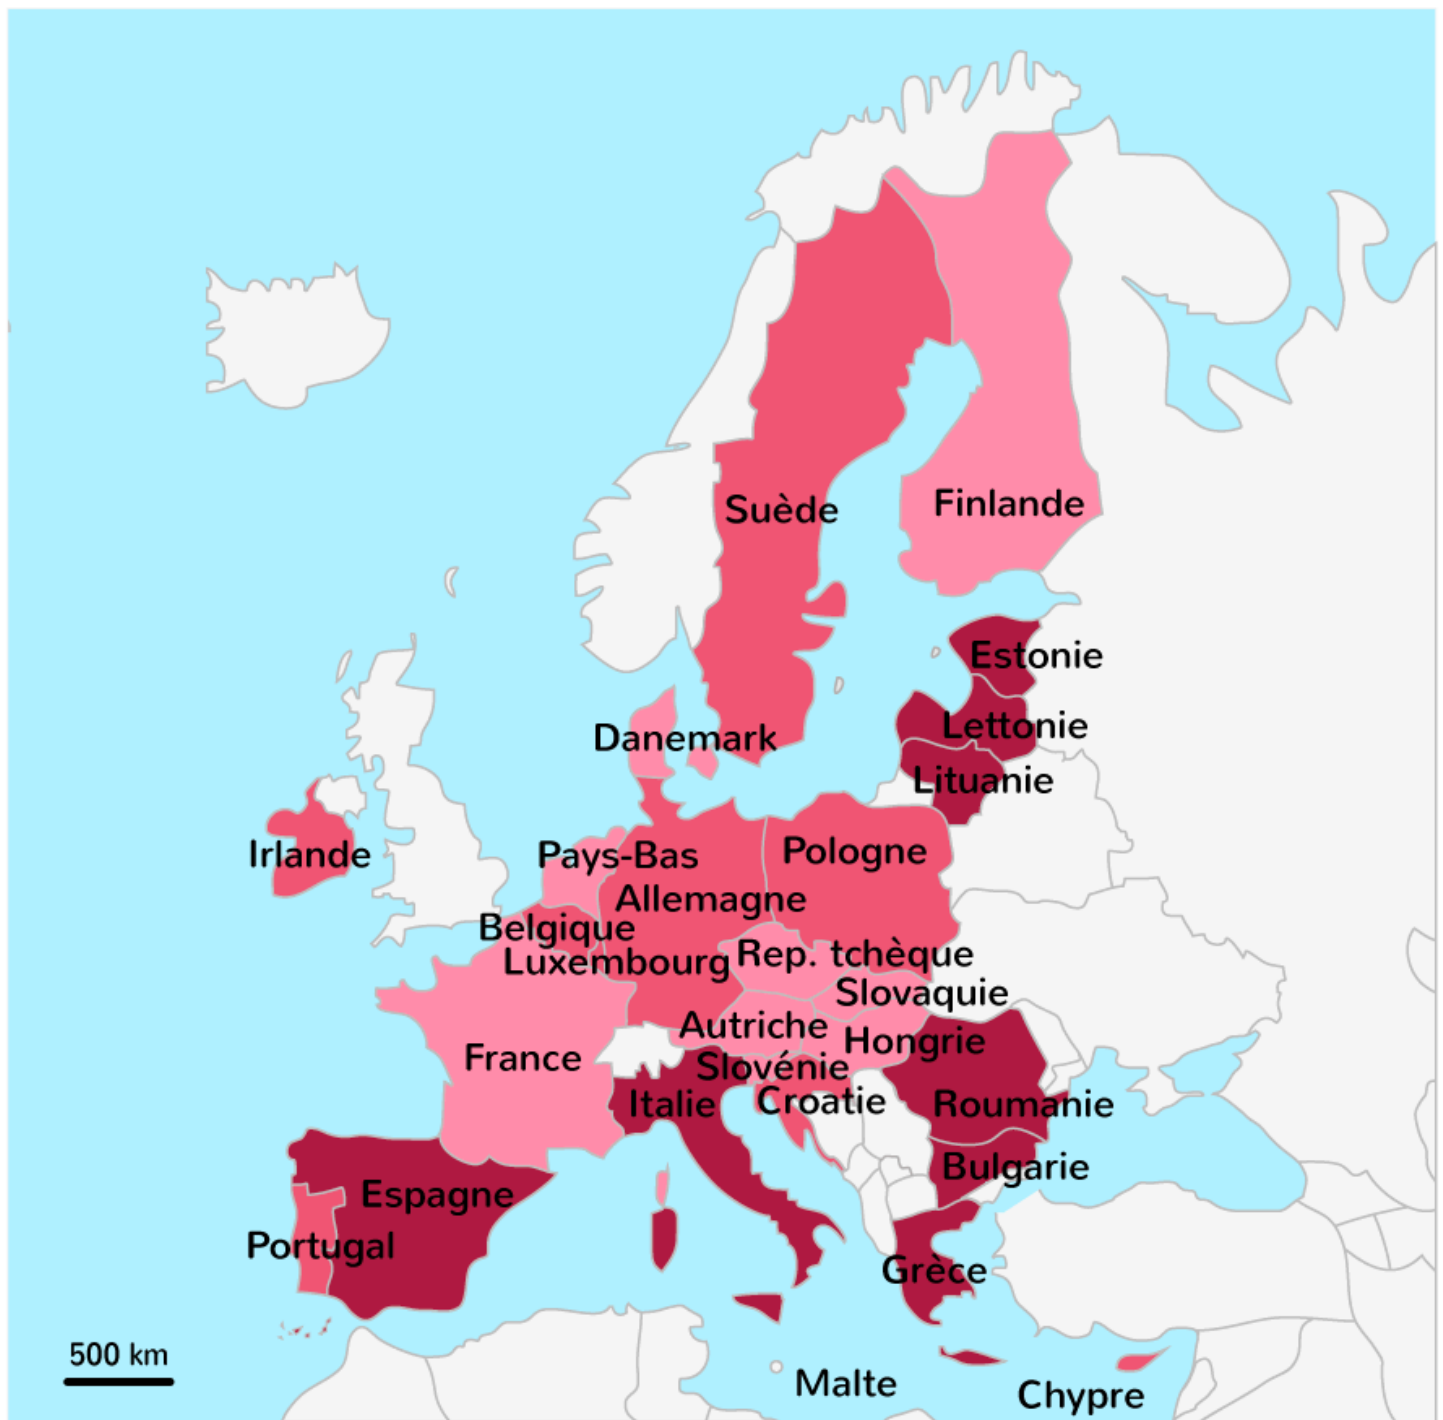 Finlande
Suède
Estonie
Lettonie
Danemark
Lituanie
Irlande
Pays-Bas
Pologne
Allemagne
Belgique
Rep. tchèque
Luxembourg
Slovaquie
Autriche
Hongrie
France
Slovénie
Italie
Croatie
Roumanie
Bulgarie
Espagne
Portugal
Grèce
500 km
Malte
Chypre